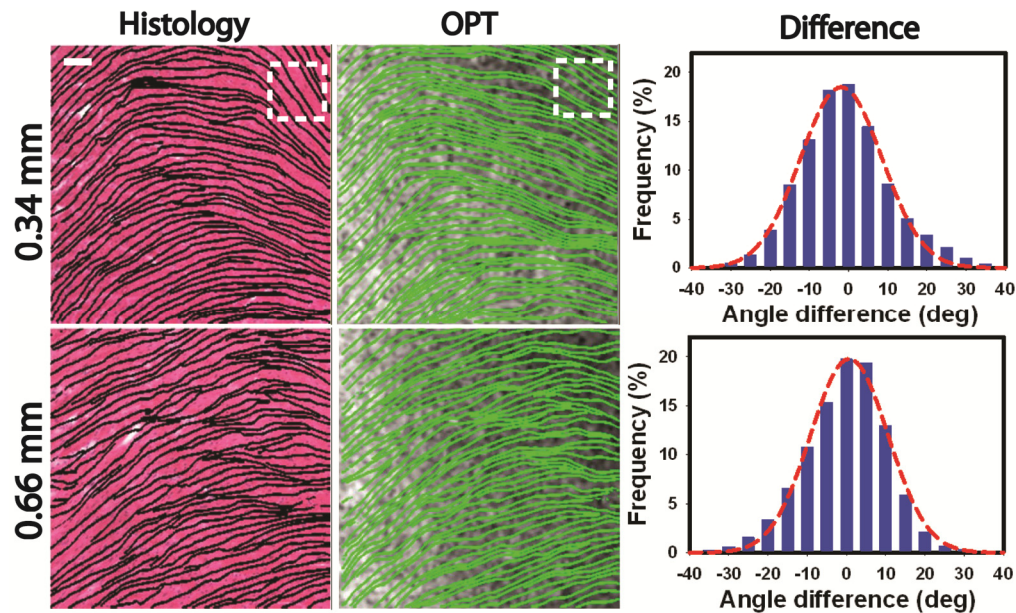 Histology
OPT
Difference
0.34 mm
0.66 mm
Frequency (%)
20
15
10
5
0
-40 -30 -20 -10 0 10 20 30 40
Angle difference (deg)
Frequency (%)
20
15
10
5
0
-40 -30 -20 -10 0 10 20 30 40
Angle difference (deg)